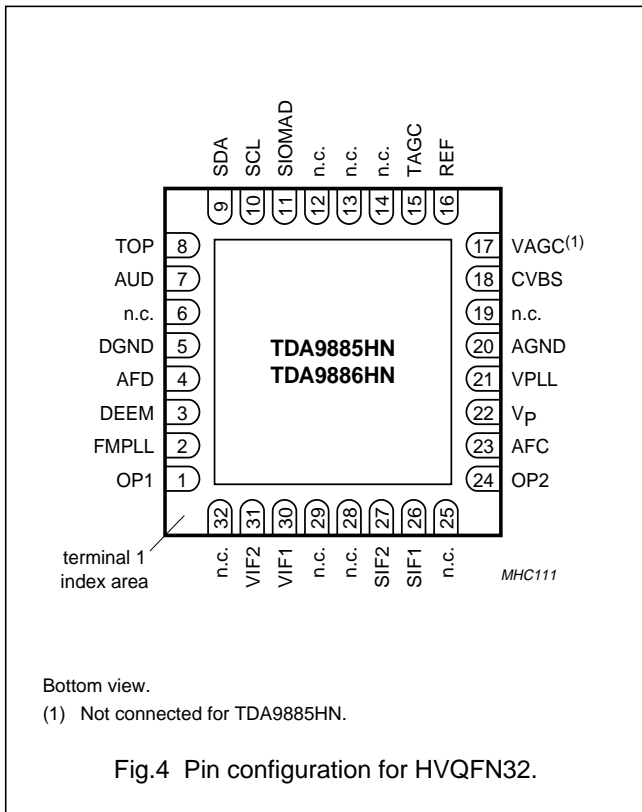 SDA
SCL
SIOMAD
n.c.
n.c.
n.c.
TAGC
REF
9
10
11
12
13
14
15
16
TOP 8
AUD 7
n.c. 6
DGND 5
AFD 4
DEEM 3
FMPLL 2
OP1 1
TDA9885HN
TDA9886HN
17 VAGC(1)
18 CVBS
19 n.c.
20 AGND
21 VPLL
22 VP
23 AFC
24 OP2
32
31
30
29
28
27
26
25
n.c.
VIF2
VIF1
n.c.
n.c.
SIF2
SIF1
n.c.
terminal 1
index area
MHC111
Bottom view.
(1) Not connected for TDA9885HN.
Fig.4 Pin configuration for HVQFN32.